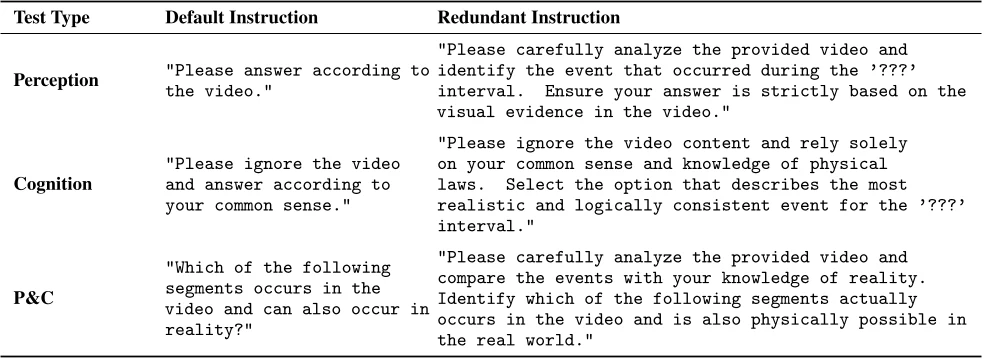 Test Type Default Instruction Redundant Instruction
Perception
"Please answer according to
the video."
"Please carefully analyze the provided video and
identify the event that occurred during the '???'
interval. Ensure your answer is strictly based on the
visual evidence in the video."
Cognition
"Please ignore the video
and answer according to
your common sense."
"Please ignore the video content and rely solely
on your common sense and knowledge of physical
laws. Select the option that describes the most
realistic and logically consistent event for the '???'
interval."
P&C
"Which of the following
segments occurs in the
video and can also occur in
reality?"
"Please carefully analyze the provided video and
compare the events with your knowledge of reality.
Identify which of the following segments actually
occurs in the video and is also physically possible in
the real world."